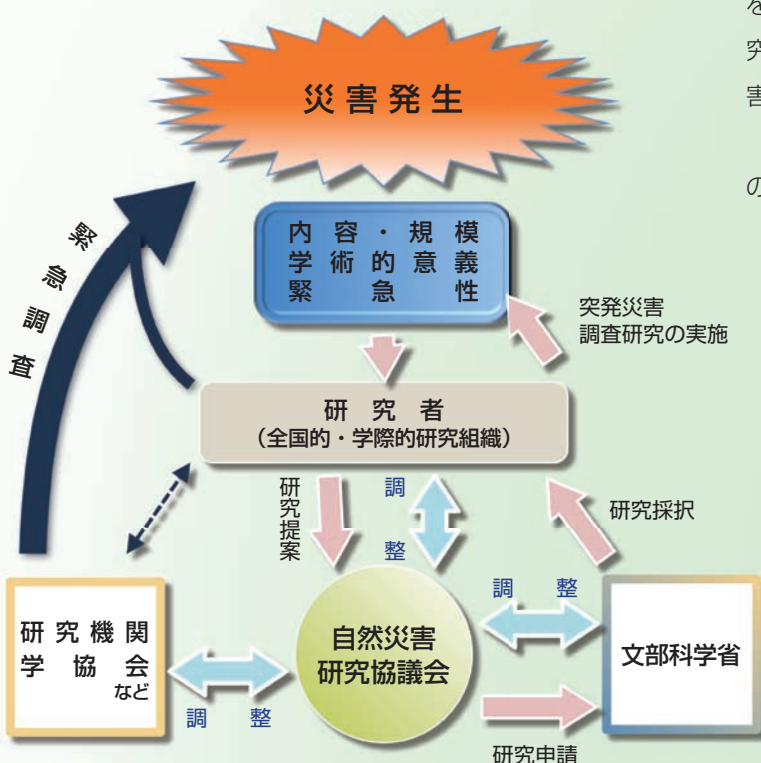 を
究
害
の
災害発生
内容・規模
学術的意義
緊急性
緊急調査
突発災害
調査研究の実施
研究者
(全国的・学際的研究組織)
研究提案
調
整
研究採択
研究機関
学協会
など
調 整
自然災害
研究協議会
調 整
文部科学省
研究申請